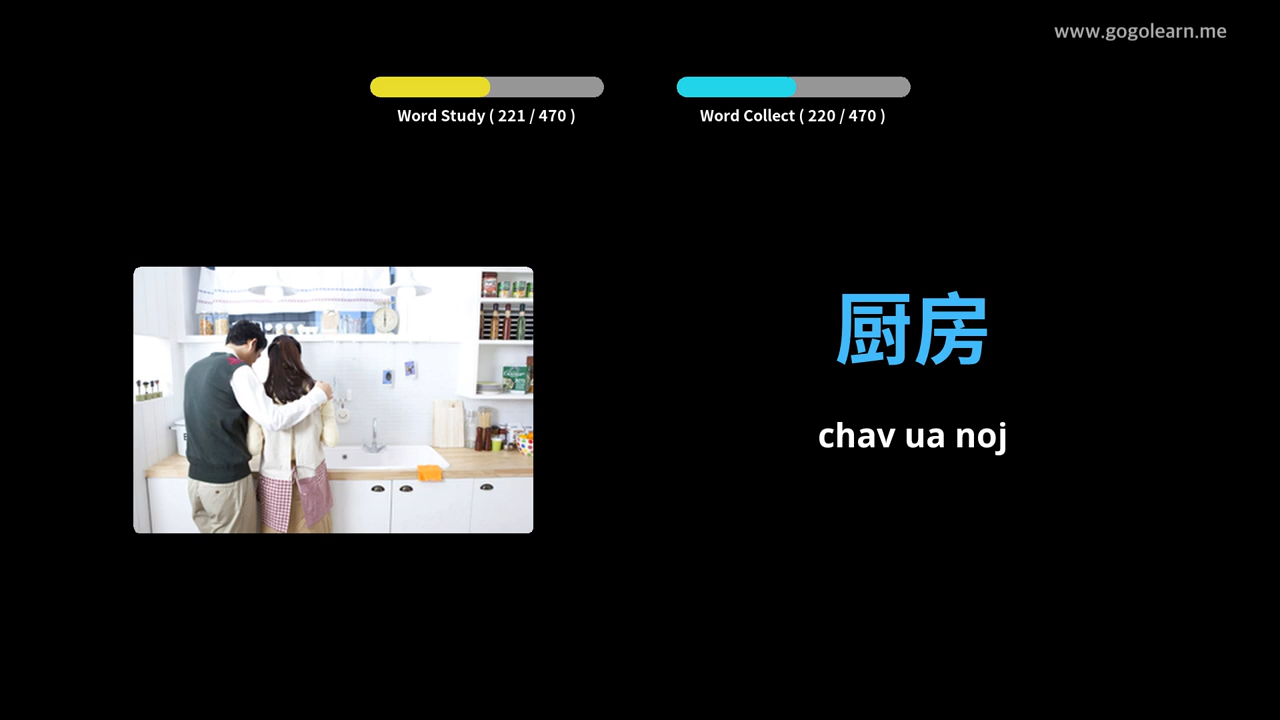 www.gogolearn.me
Word Study ( 221 / 470 )
Word Collect ( 220 / 470 )
厨房
chav ua noj